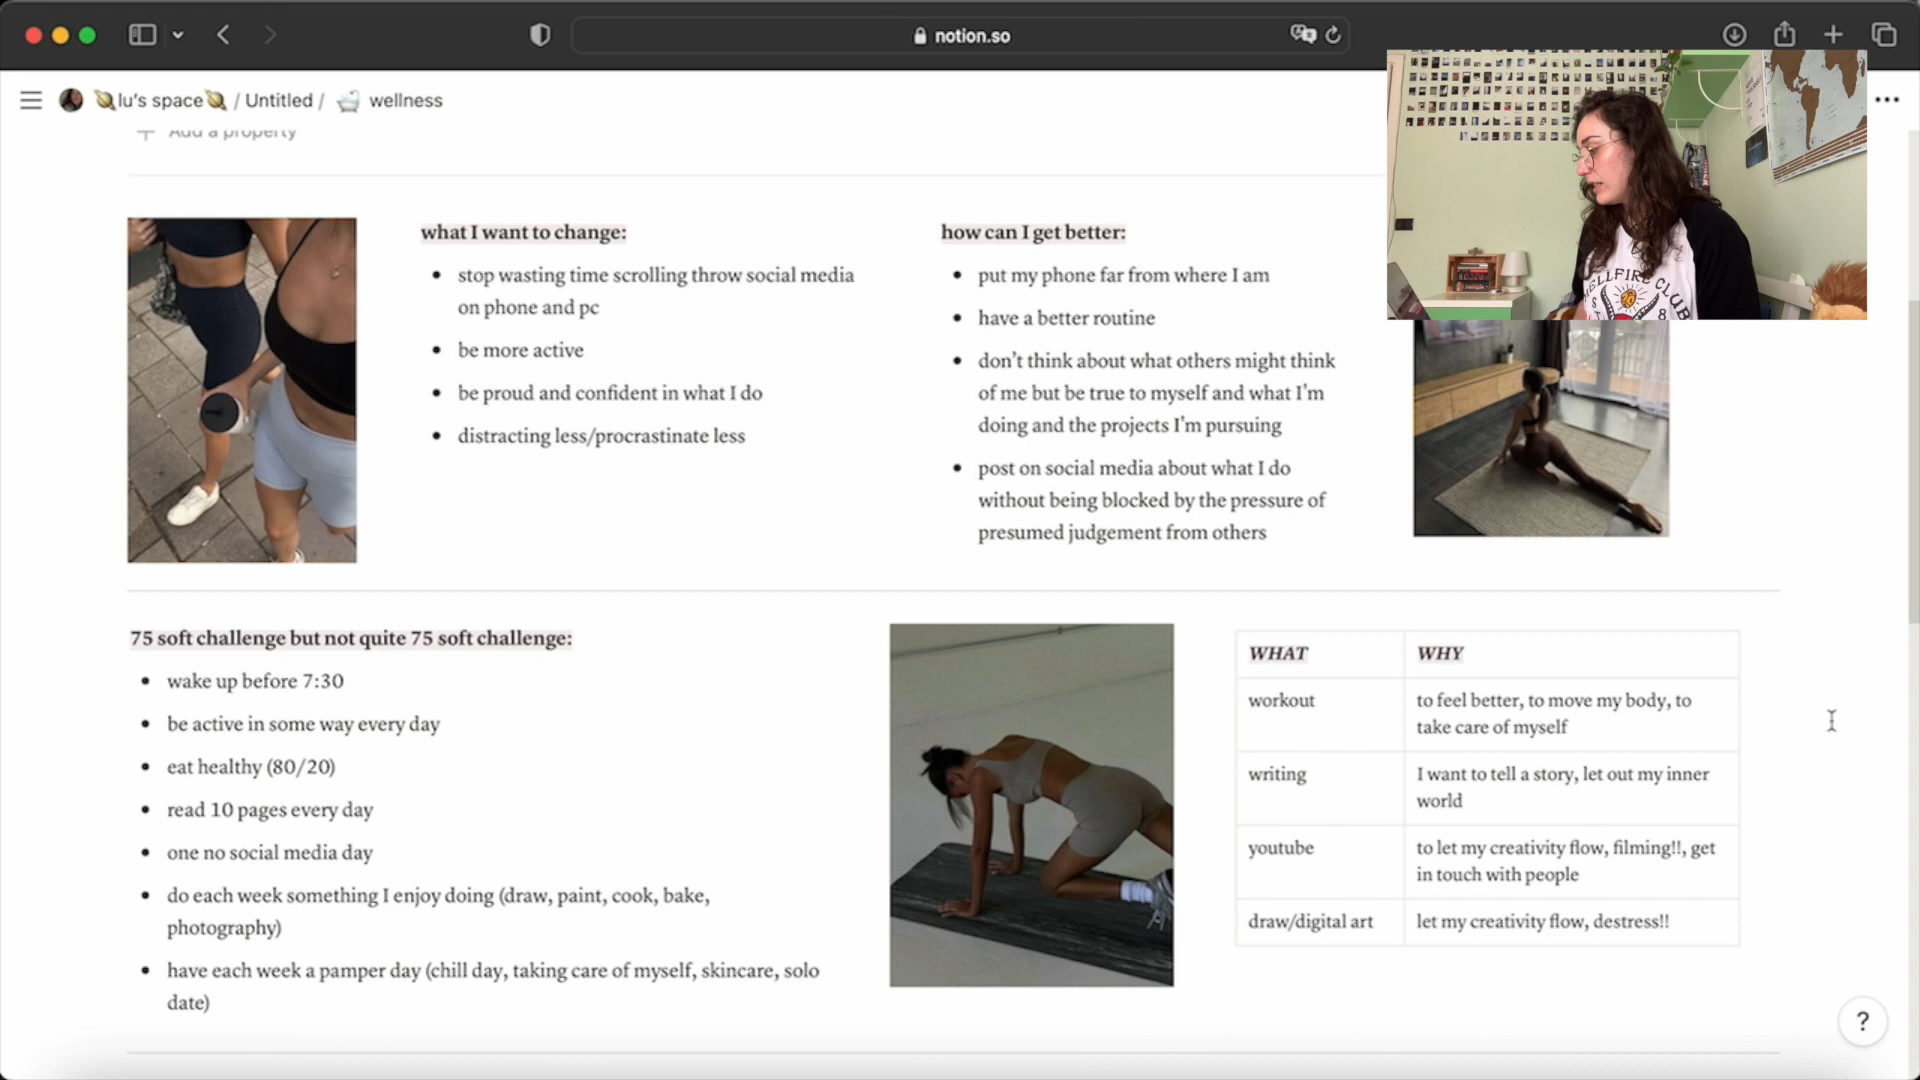 notion.so
lu's space / Untitled / wellness
Add a property
what I want to change:
stop wasting time scrolling throw social media
on phone and pc
be more active
be proud and confident in what I do
distracting less/procrastinate less
how can I get better:
put my phone far from where I am
have a better routine
don't think about what others might think
of me but be true to myself and what I'm
doing and the projects I'm pursuing
post on social media about what I do
without being blocked by the pressure of
presumed judgement from others
HELLFIRE CLUB
75 soft challenge but not quite 75 soft challenge:
wake up before 7:30
be active in some way every day
eat healthy (80/20)
read 10 pages every day
one no social media day
do each week something I enjoy doing (draw, paint, cook, bake,
photography)
have each week a pamper day (chill day, taking care of myself, skincare, solo
date)
WHAT WHY
workout to feel better, to move my body, to
take care of myself
writing I want to tell a story, let out my inner
world
youtube to let my creativity flow, filming!!, get
in touch with people
draw/digital art let my creativity flow, destress!!
?